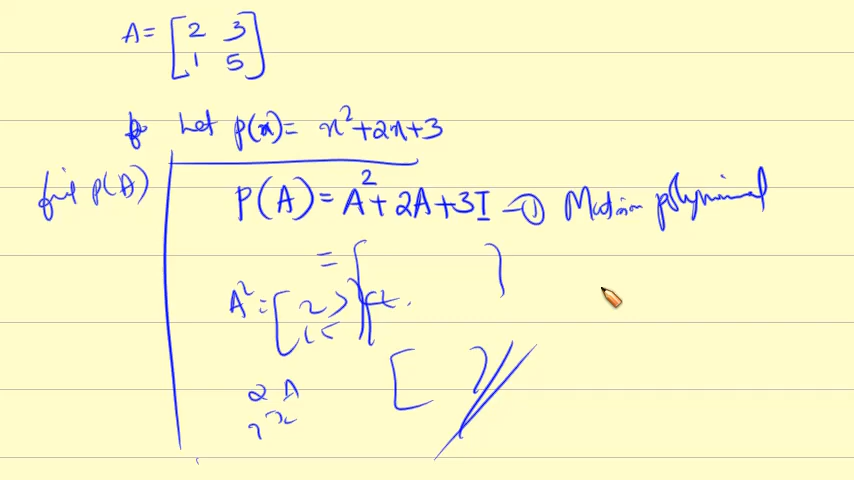 A = [2 3
1 5]
Let p(x) = x²+2x+3
find p(A)
P(A) = A²+2A+3I —① Matrix polynomial
= [ ]
A² = [2 3
1 5]
2A
[ ]